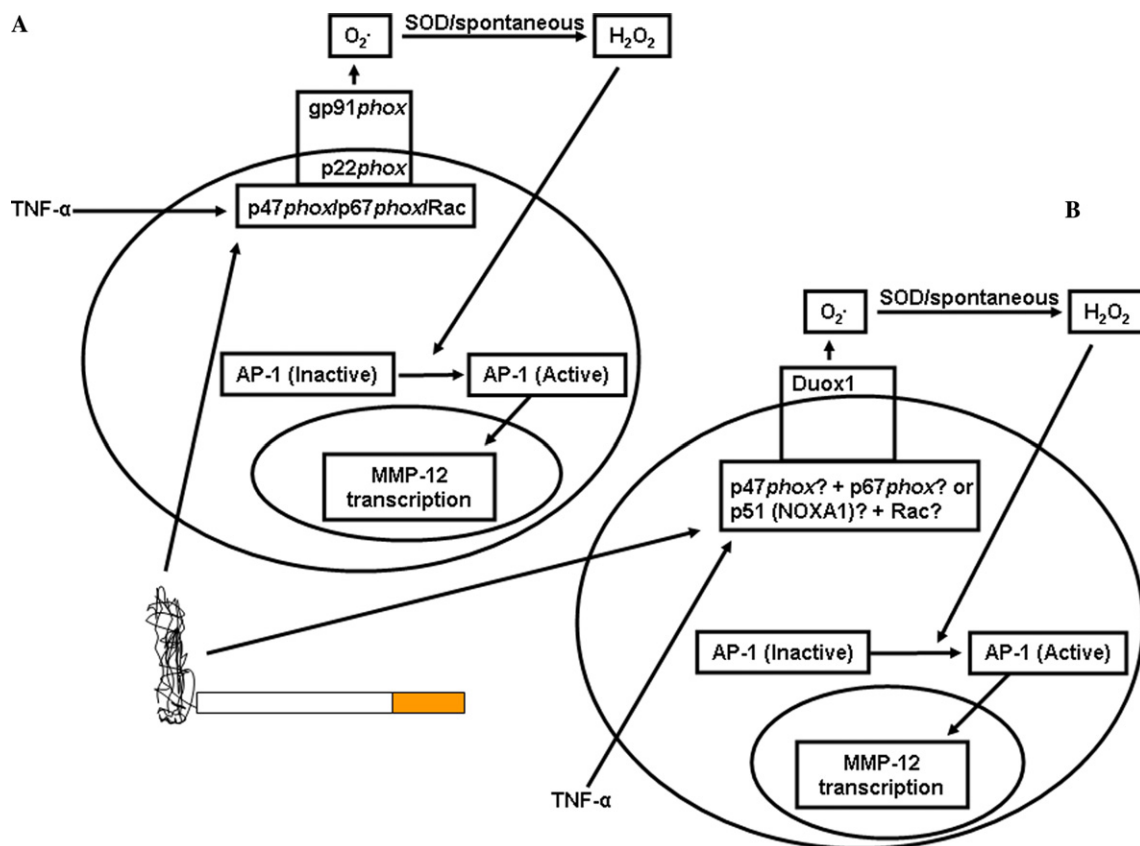 A
O₂·
SOD/spontaneous
H₂O₂
gp91phox
p22phox
TNF-α
p47phox/p67phox/Rac
AP-1 (Inactive)
AP-1 (Active)
MMP-12
transcription
B
O₂·
SOD/spontaneous
H₂O₂
Duox1
p47phox? + p67phox? or
p51 (NOXA1)? + Rac?
AP-1 (Inactive)
AP-1 (Active)
MMP-12
transcription
TNF-α